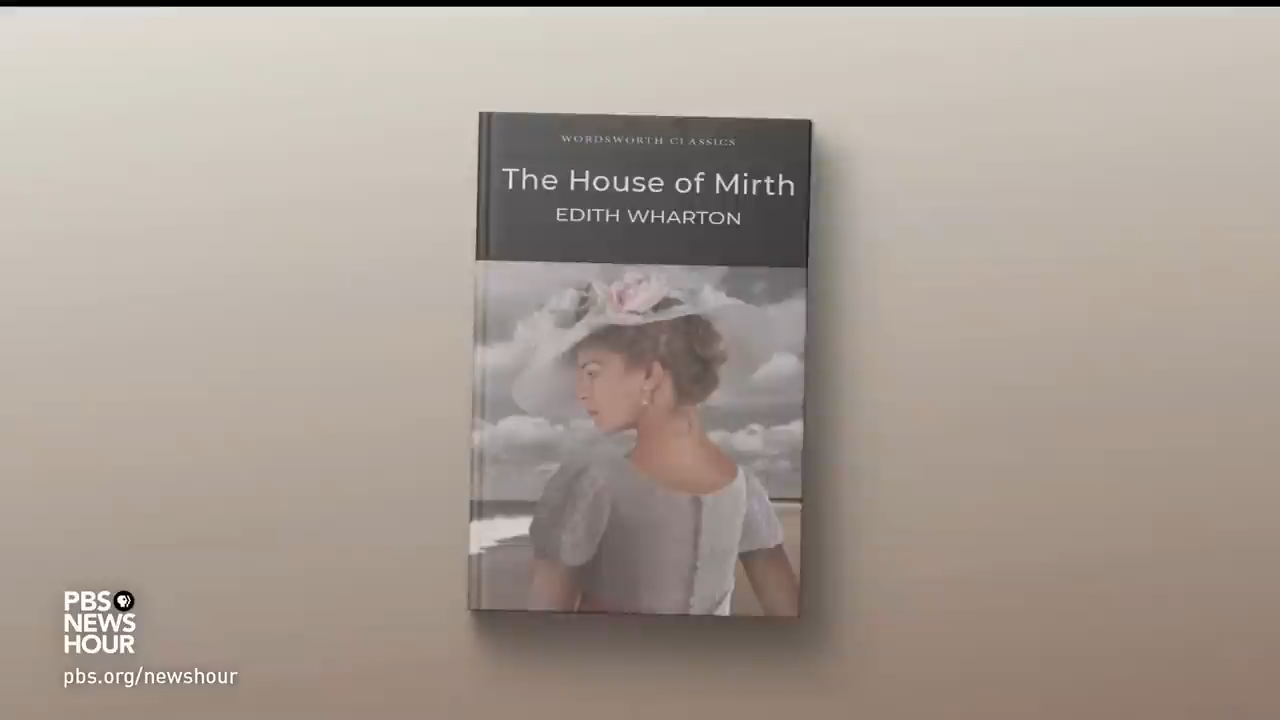 WORDSWORTH CLASSICS
The House of Mirth
EDITH WHARTON
PBS
NEWS
HOUR
pbs.org/newshour